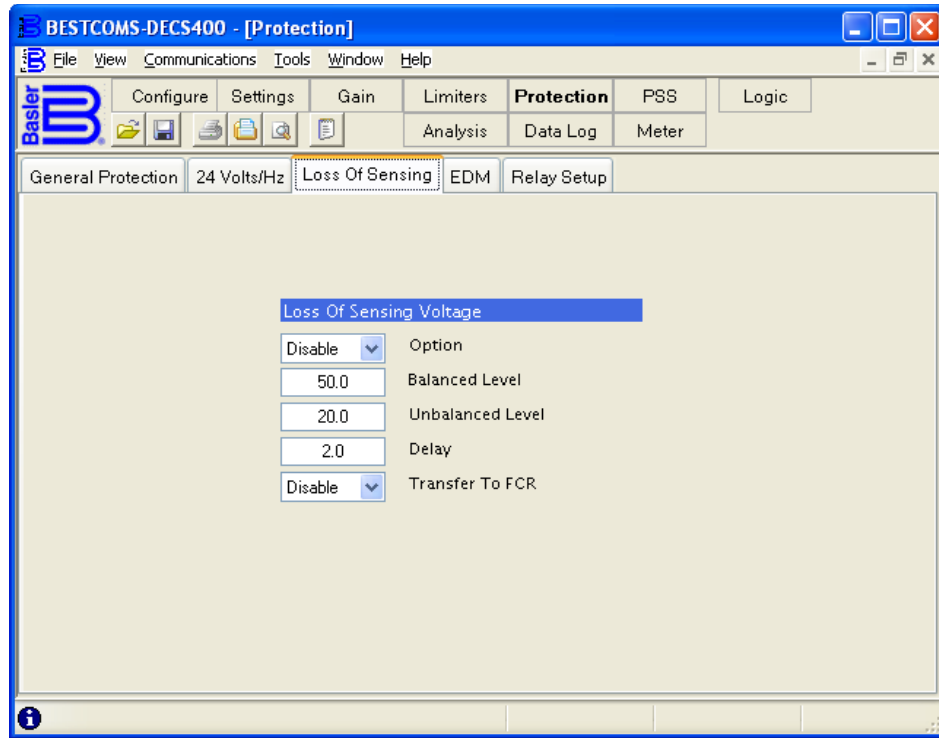 BESTCOMS-DECS400 - [Protection]
File View Communications Tools Window Help
Basler
Configure Settings Gain Limiters Protection PSS Logic
Analysis Data Log Meter
General Protection 24 Volts/Hz Loss Of Sensing EDM Relay Setup
Loss Of Sensing Voltage
Disable Option
50.0 Balanced Level
20.0 Unbalanced Level
2.0 Delay
Disable Transfer To FCR